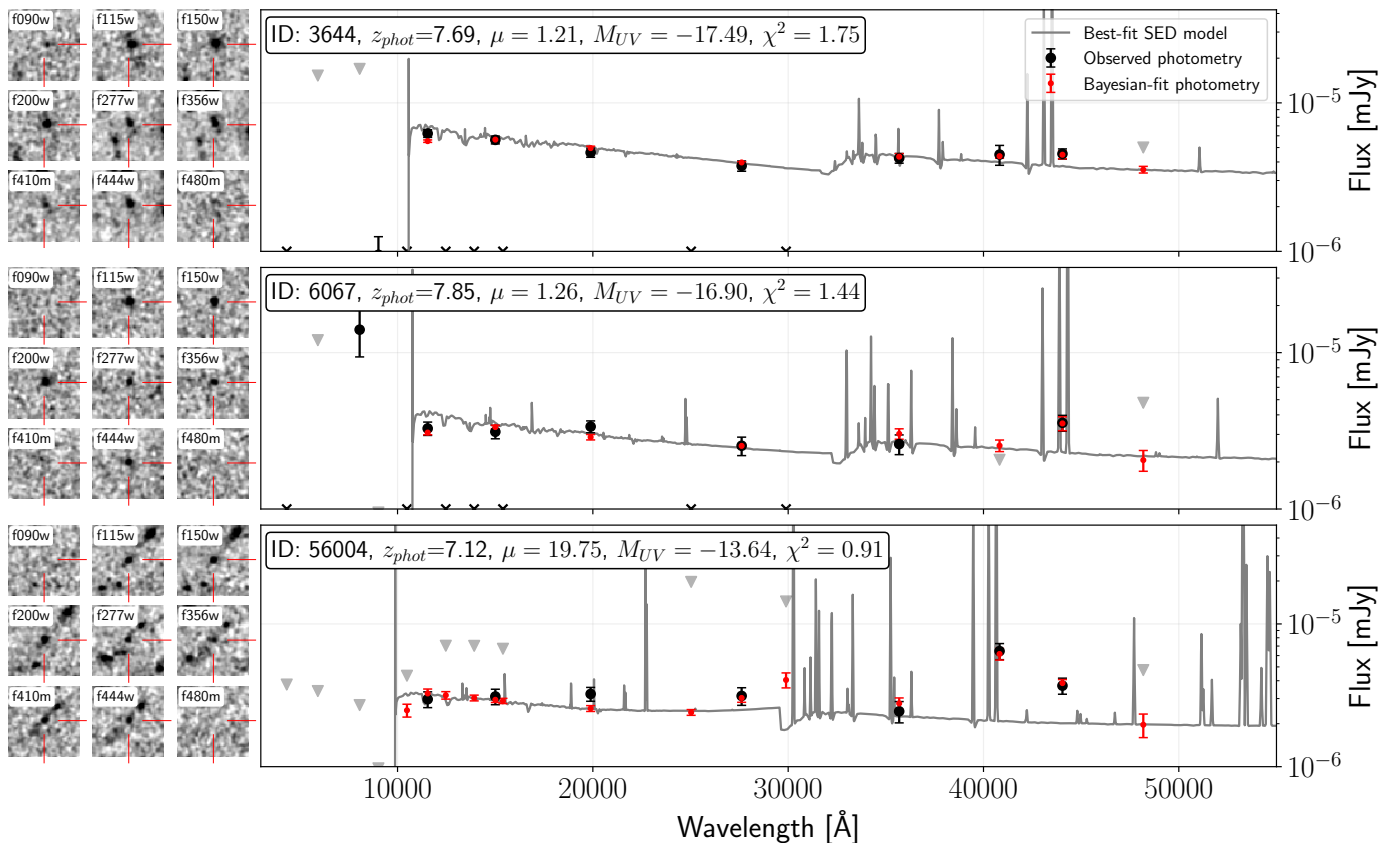 f090w f115w f150w
f200w f277w f356w
f410m f444w f480m
ID: 3644, z_phot=7.69, μ = 1.21, M_UV = −17.49, χ² = 1.75
Best-fit SED model
Observed photometry
Bayesian-fit photometry
10⁻⁵
10⁻⁶
Flux [mJy]
f090w f115w f150w
f200w f277w f356w
f410m f444w f480m
ID: 6067, z_phot=7.85, μ = 1.26, M_UV = −16.90, χ² = 1.44
10⁻⁵
10⁻⁶
Flux [mJy]
f090w f115w f150w
f200w f277w f356w
f410m f444w f480m
ID: 56004, z_phot=7.12, μ = 19.75, M_UV = −13.64, χ² = 0.91
10⁻⁵
10⁻⁶
Flux [mJy]
10000 20000 30000 40000 50000
Wavelength [Å]